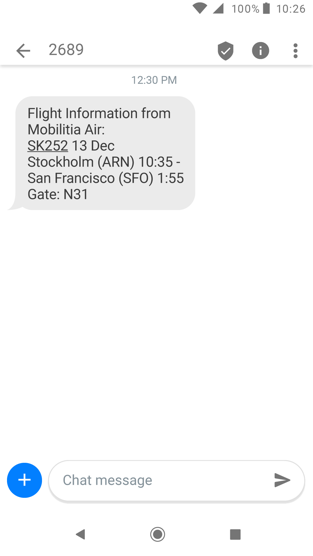 100% 10:26
2689
12:30 PM
Flight Information from
Mobilitia Air:
SK252 13 Dec
Stockholm (ARN) 10:35 -
San Francisco (SFO) 1:55
Gate: N31
Chat message